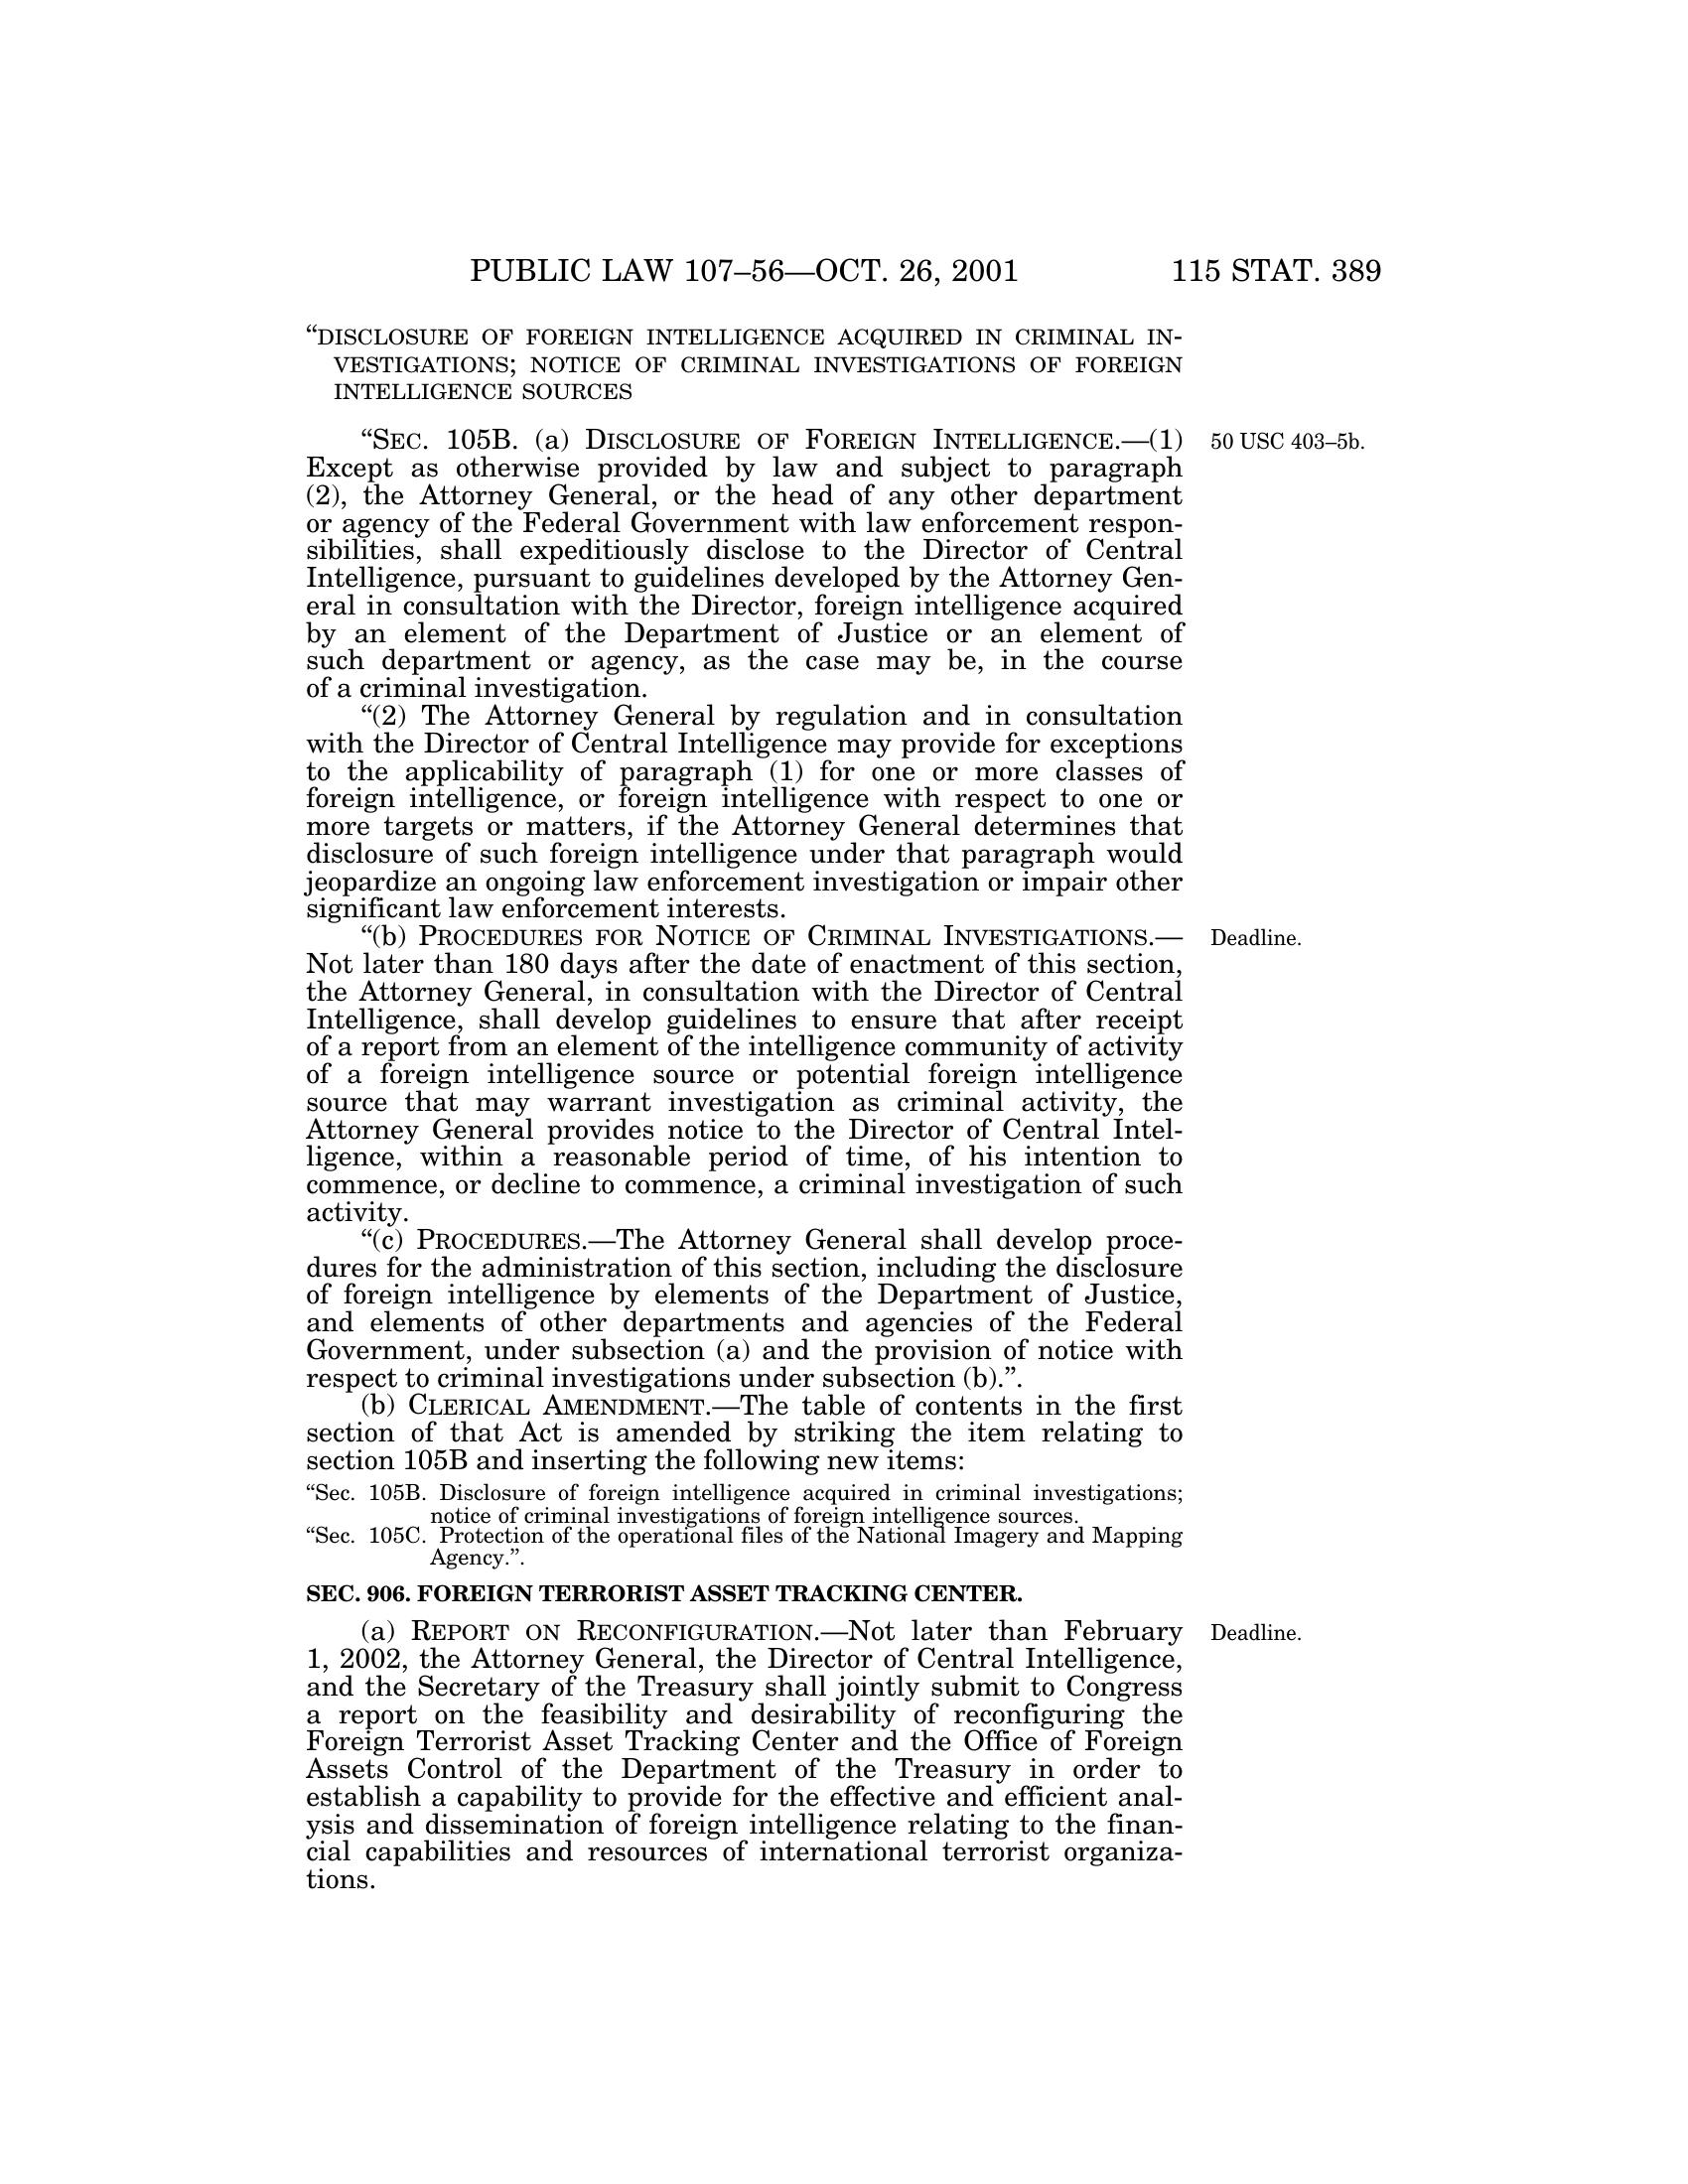 PUBLIC LAW 107–56—OCT. 26, 2001 115 STAT. 389
“DISCLOSURE OF FOREIGN INTELLIGENCE ACQUIRED IN CRIMINAL IN-
VESTIGATIONS; NOTICE OF CRIMINAL INVESTIGATIONS OF FOREIGN
INTELLIGENCE SOURCES
“SEC. 105B. (a) DISCLOSURE OF FOREIGN INTELLIGENCE.—(1) 50 USC 403–5b.
Except as otherwise provided by law and subject to paragraph
(2), the Attorney General, or the head of any other department
or agency of the Federal Government with law enforcement respon-
sibilities, shall expeditiously disclose to the Director of Central
Intelligence, pursuant to guidelines developed by the Attorney Gen-
eral in consultation with the Director, foreign intelligence acquired
by an element of the Department of Justice or an element of
such department or agency, as the case may be, in the course
of a criminal investigation.
“(2) The Attorney General by regulation and in consultation
with the Director of Central Intelligence may provide for exceptions
to the applicability of paragraph (1) for one or more classes of
foreign intelligence, or foreign intelligence with respect to one or
more targets or matters, if the Attorney General determines that
disclosure of such foreign intelligence under that paragraph would
jeopardize an ongoing law enforcement investigation or impair other
significant law enforcement interests.
“(b) PROCEDURES FOR NOTICE OF CRIMINAL INVESTIGATIONS.— Deadline.
Not later than 180 days after the date of enactment of this section,
the Attorney General, in consultation with the Director of Central
Intelligence, shall develop guidelines to ensure that after receipt
of a report from an element of the intelligence community of activity
of a foreign intelligence source or potential foreign intelligence
source that may warrant investigation as criminal activity, the
Attorney General provides notice to the Director of Central Intel-
ligence, within a reasonable period of time, of his intention to
commence, or decline to commence, a criminal investigation of such
activity.
“(c) PROCEDURES.—The Attorney General shall develop proce-
dures for the administration of this section, including the disclosure
of foreign intelligence by elements of the Department of Justice,
and elements of other departments and agencies of the Federal
Government, under subsection (a) and the provision of notice with
respect to criminal investigations under subsection (b).”.
(b) CLERICAL AMENDMENT.—The table of contents in the first
section of that Act is amended by striking the item relating to
section 105B and inserting the following new items:
“Sec. 105B. Disclosure of foreign intelligence acquired in criminal investigations;
notice of criminal investigations of foreign intelligence sources.
“Sec. 105C. Protection of the operational files of the National Imagery and Mapping
Agency.”.
SEC. 906. FOREIGN TERRORIST ASSET TRACKING CENTER.
(a) REPORT ON RECONFIGURATION.—Not later than February Deadline.
1, 2002, the Attorney General, the Director of Central Intelligence,
and the Secretary of the Treasury shall jointly submit to Congress
a report on the feasibility and desirability of reconfiguring the
Foreign Terrorist Asset Tracking Center and the Office of Foreign
Assets Control of the Department of the Treasury in order to
establish a capability to provide for the effective and efficient anal-
ysis and dissemination of foreign intelligence relating to the finan-
cial capabilities and resources of international terrorist organiza-
tions.